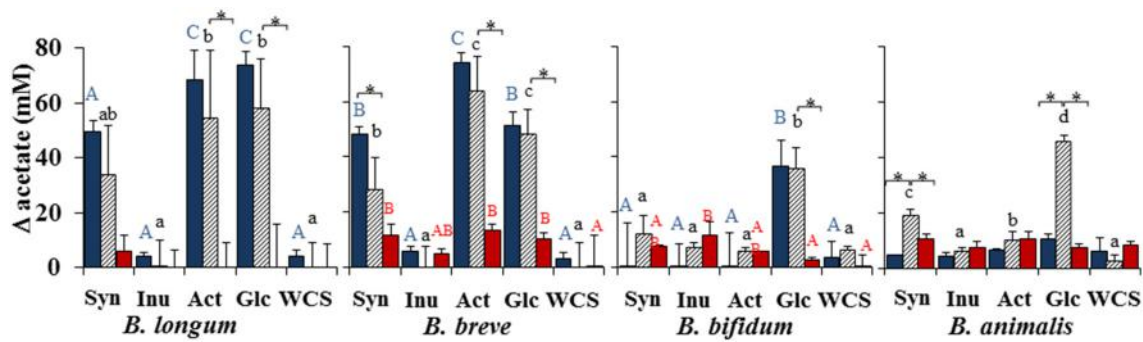 Δ acetate (mM)
80
60
40
20
0
A
ab
A
a
C
b
*
C
b
*
A
a
Syn Inu Act Glc WCS
B. longum
*
B
b
B
A
a
AB
C
c
*
B
B
c
*
B
A
a
A
Syn Inu Act Glc WCS
B. breve
A
a
A
B
A
a
B
A
a
A
B
B
b
*
A
A
a
A
Syn Inu Act Glc WCS
B. bifidum
* *
c
a
b
* *
d
a
Syn Inu Act Glc WCS
B. animalis